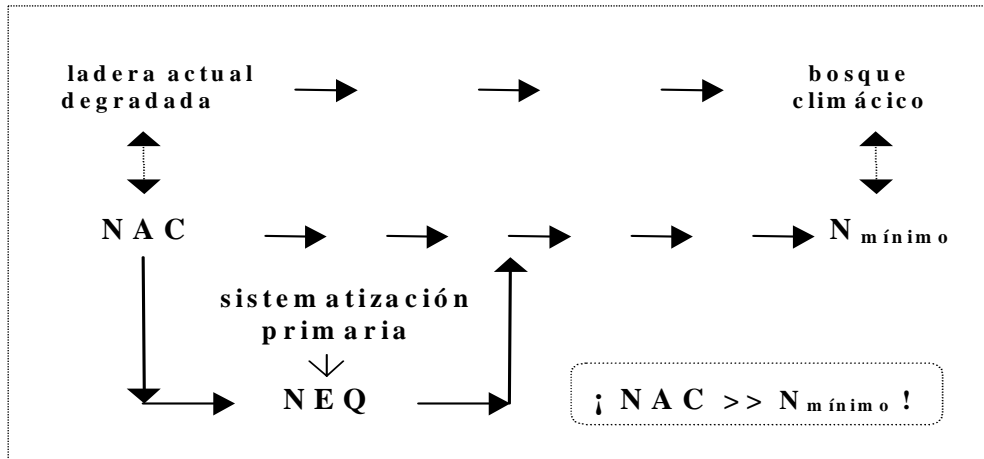 ladera actual
degradada
bosque
climácico
NAC
N mínimo
sistematización
primaria
NEQ
¡ NAC >> N mínimo !